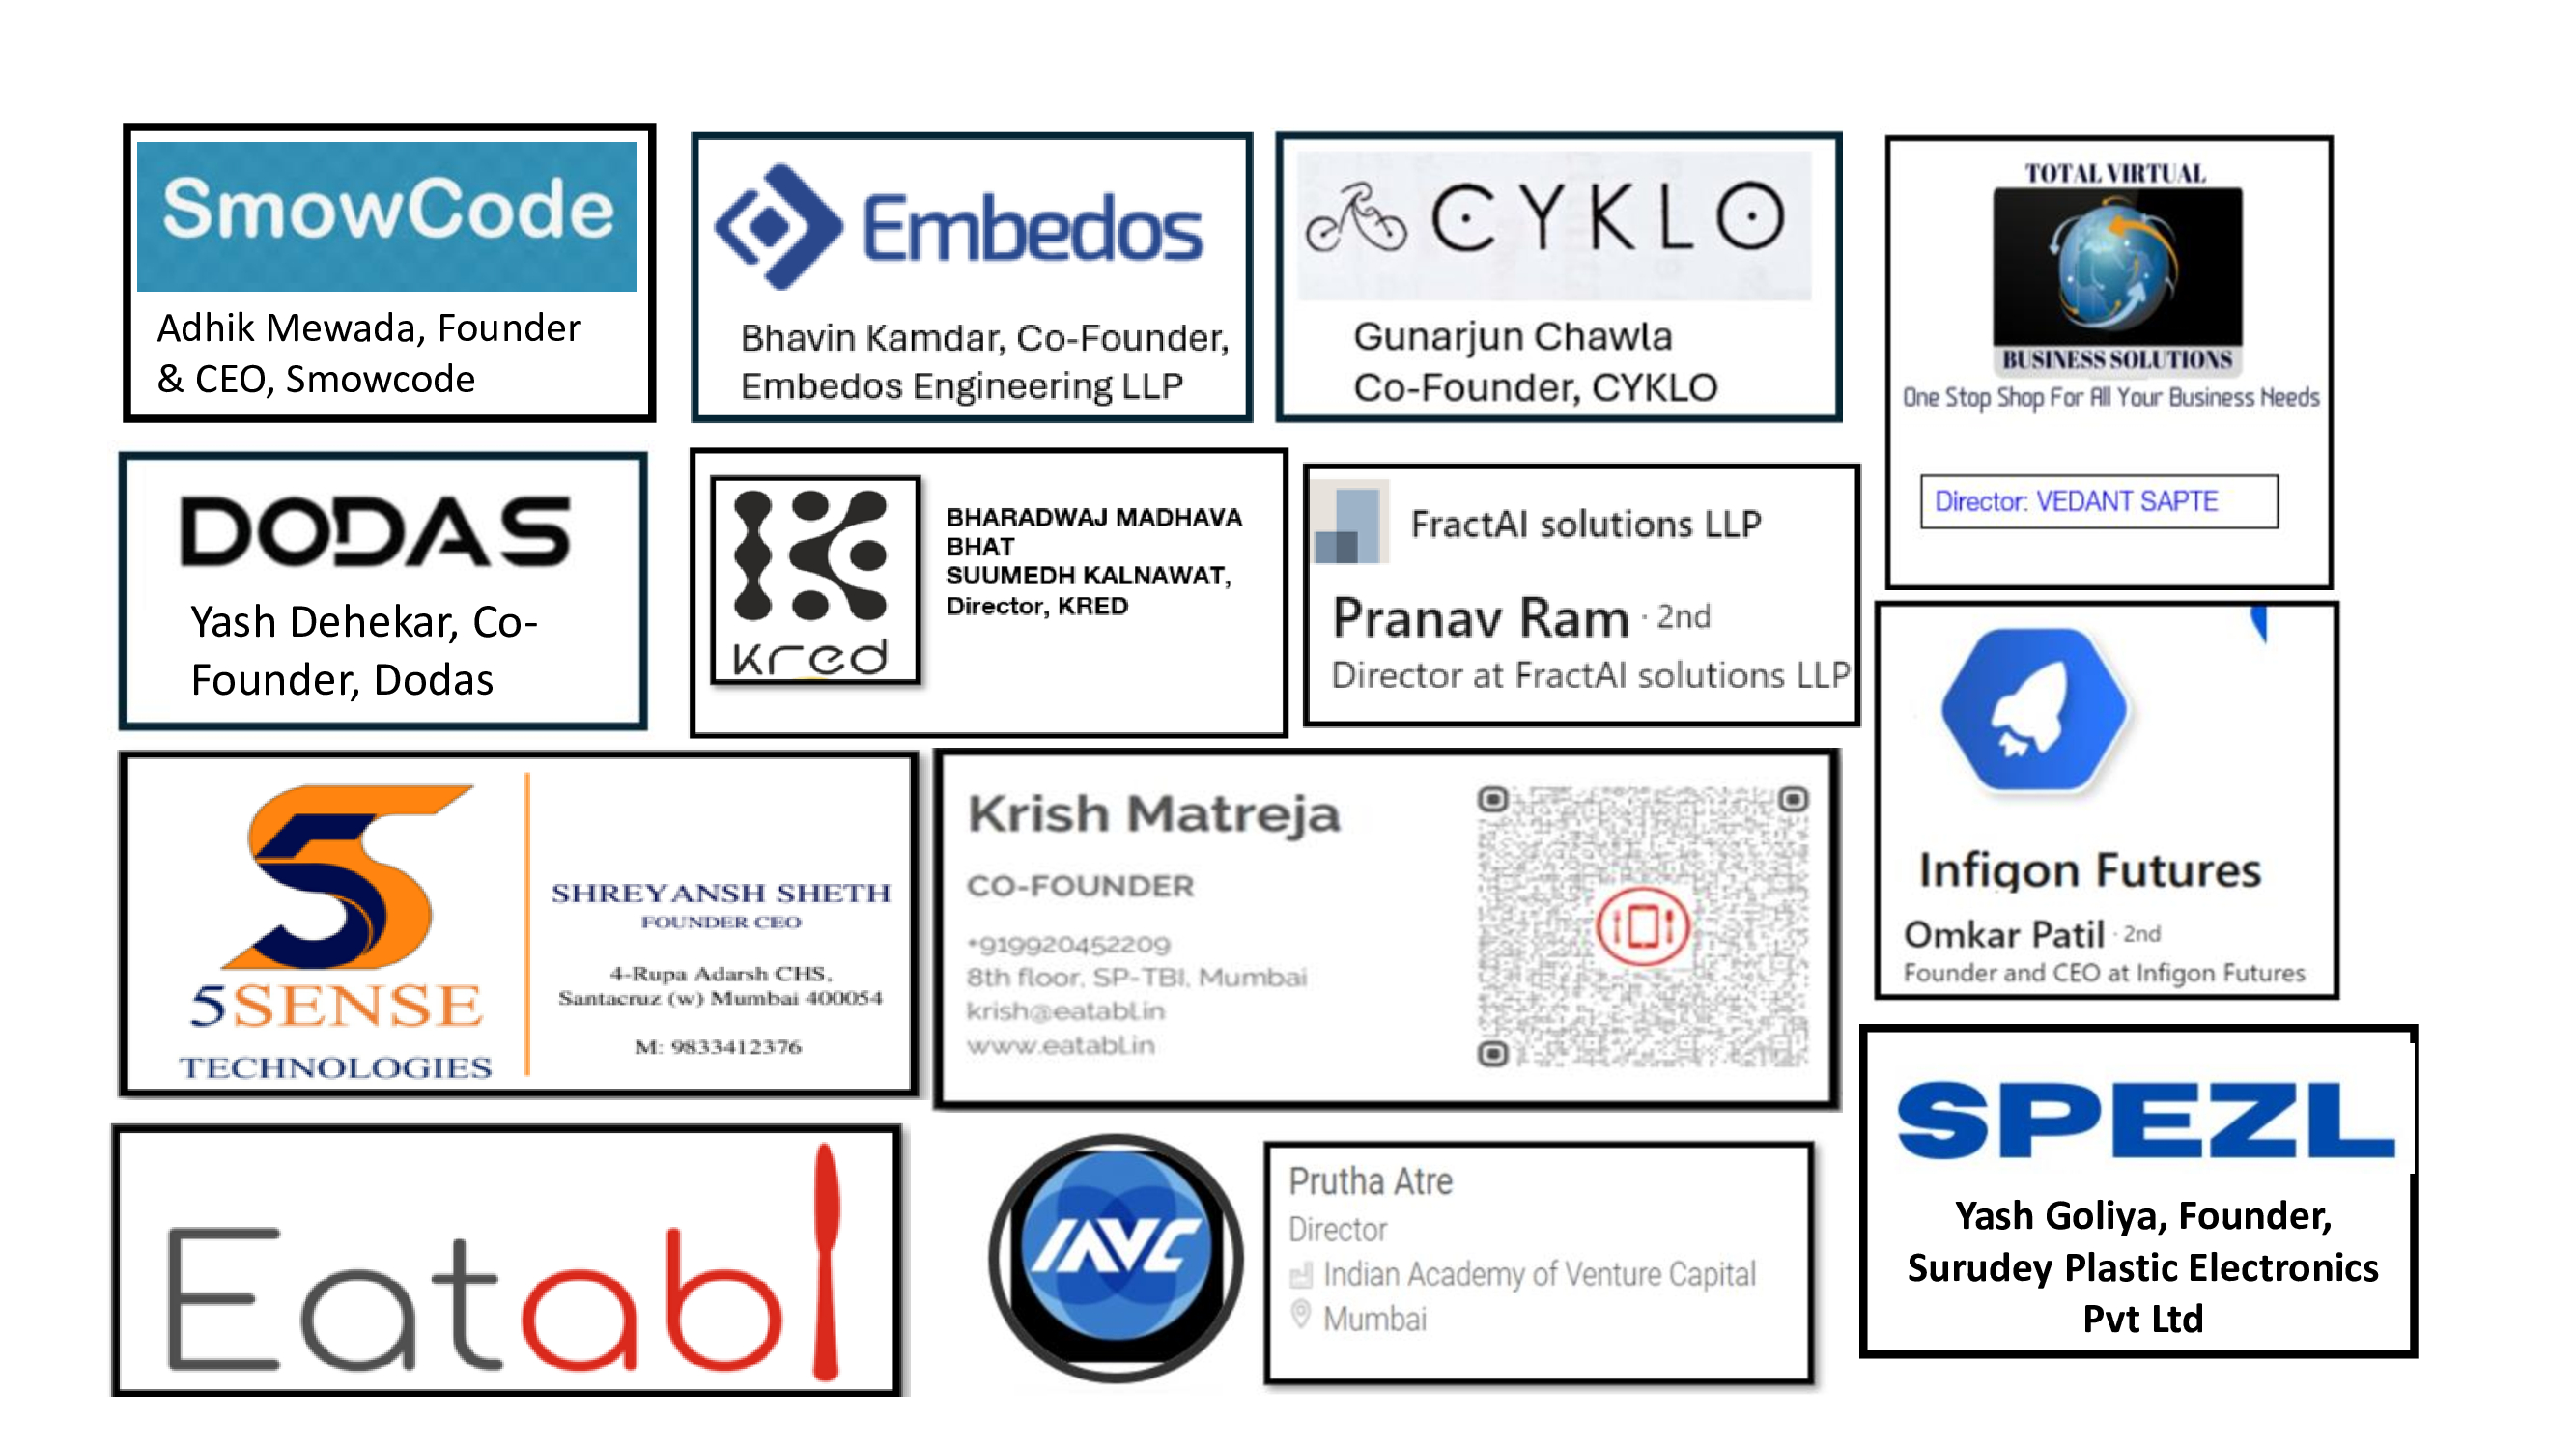 SmowCode
Adhik Mewada, Founder
& CEO, Smowcode
Embedos
Bhavin Kamdar, Co-Founder,
Embedos Engineering LLP
CYKLO
Gunarjun Chawla
Co-Founder, CYKLO
TOTAL VIRTUAL
BUSINESS SOLUTIONS
One Stop Shop For All Your Business Needs
Director: VEDANT SAPTE
DODAS
Yash Dehekar, Co-
Founder, Dodas
kred
BHARADWAJ MADHAVA
BHAT
SUUMEDH KALNAWAT,
Director, KRED
FractAI solutions LLP
Pranav Ram · 2nd
Director at FractAI solutions LLP
Infigon Futures
Omkar Patil · 2nd
Founder and CEO at Infigon Futures
5SENSE
TECHNOLOGIES
SHREYANSH SHETH
FOUNDER CEO
4-Rupa Adarsh CHS,
Santacruz (w) Mumbai 400054
M: 9833412376
Krish Matreja
CO-FOUNDER
+919920452209
8th floor, SP-TBI, Mumbai
krish@eatabl.in
www.eatabl.in
SPEZL
Yash Goliya, Founder,
Surudey Plastic Electronics
Pvt Ltd
Eatabl
IAVC
Prutha Atre
Director
Indian Academy of Venture Capital
Mumbai